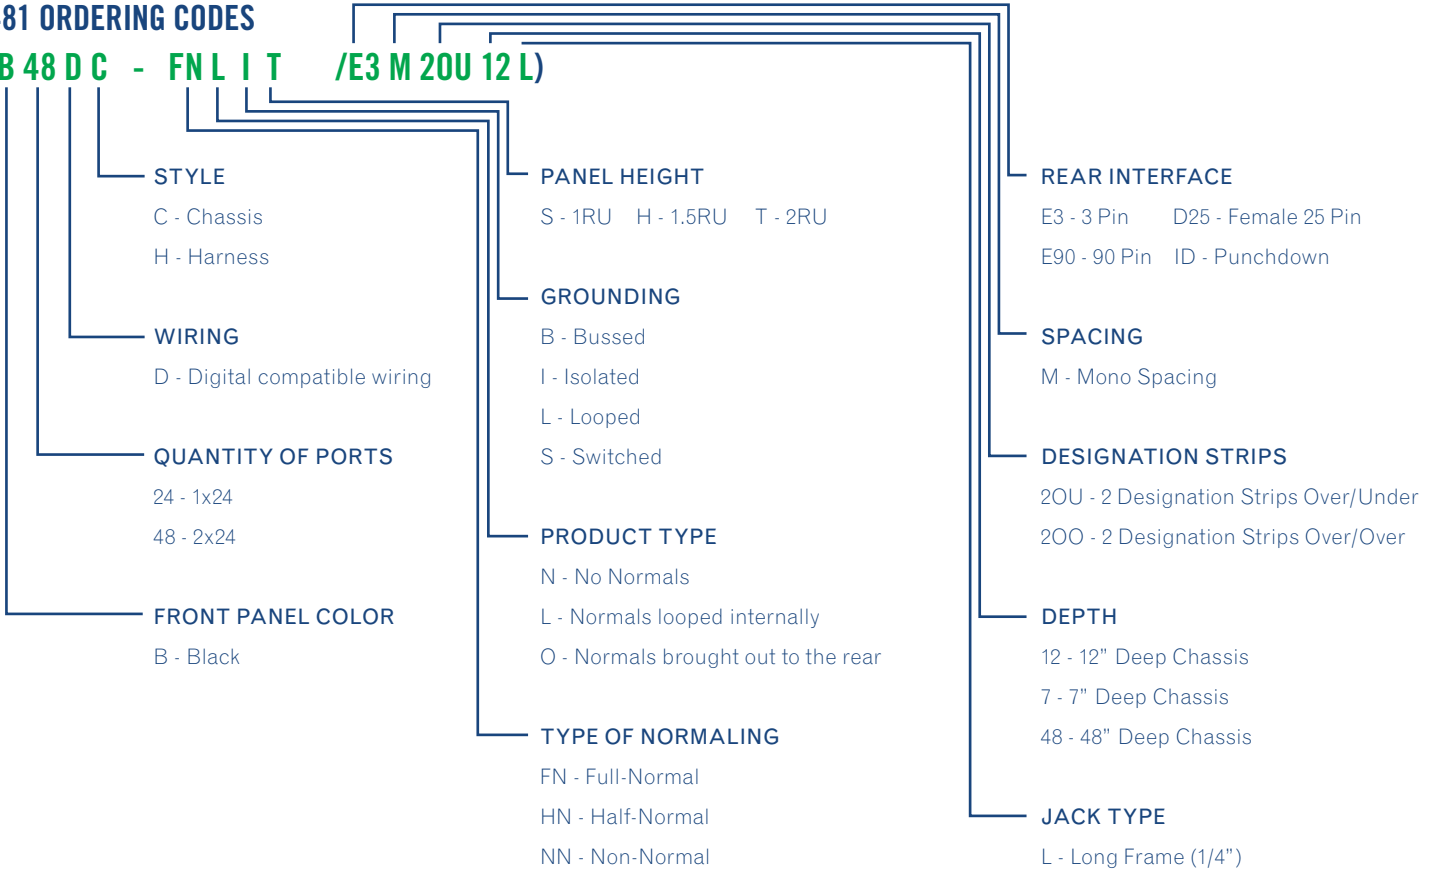 81 ORDERING CODES
B 48 D C - FN L I T /E3 M 2OU 12 L)
STYLE
C - Chassis
H - Harness
WIRING
D - Digital compatible wiring
QUANTITY OF PORTS
24 - 1x24
48 - 2x24
FRONT PANEL COLOR
B - Black
PANEL HEIGHT
S - 1RU H - 1.5RU T - 2RU
GROUNDING
B - Bussed
I - Isolated
L - Looped
S - Switched
PRODUCT TYPE
N - No Normals
L - Normals looped internally
O - Normals brought out to the rear
TYPE OF NORMALING
FN - Full-Normal
HN - Half-Normal
NN - Non-Normal
REAR INTERFACE
E3 - 3 Pin D25 - Female 25 Pin
E90 - 90 Pin ID - Punchdown
SPACING
M - Mono Spacing
DESIGNATION STRIPS
2OU - 2 Designation Strips Over/Under
2OO - 2 Designation Strips Over/Over
DEPTH
12 - 12” Deep Chassis
7 - 7” Deep Chassis
48 - 48” Deep Chassis
JACK TYPE
L - Long Frame (1/4”)